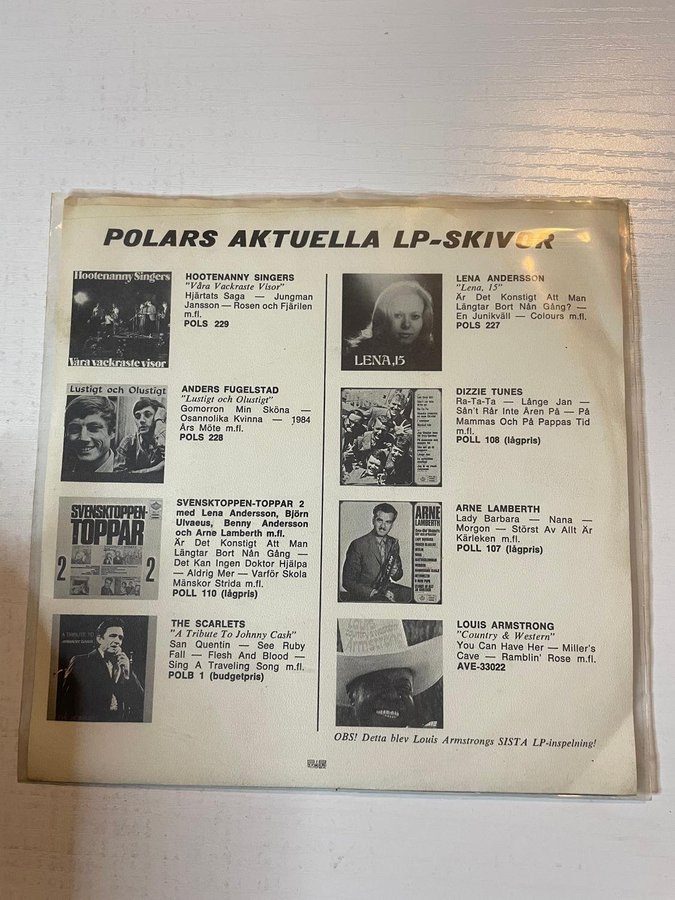 POLARS AKTUELLA LP-SKIVOR
Hootenanny Singers
Våra vackraste visor
HOOTENANNY SINGERS
"Våra Vackraste Visor"
Hjärtats Saga — Jungman
Jansson — Rosen och Fjärilen
m.fl.
POLS 229
Lustigt och Olustigt
ANDERS FUGELSTAD
"Lustigt och Olustigt"
Gomorron Min Sköna —
Osannolika Kvinna — 1984
Års Möte m.fl.
POLS 228
SVENSKTOPPEN-
TOPPAR
2 2
SVENSKTOPPEN-TOPPAR 2
med Lena Andersson, Björn
Ulvaeus, Benny Andersson
och Arne Lamberth m.fl.
Är Det Konstigt Att Man
Längtar Bort Nån Gång —
Det Kan Ingen Doktor Hjälpa
— Aldrig Mer — Varför Skola
Mänskor Strida m.fl.
POLL 110 (lågpris)
A TRIBUTE TO
JOHNNY CASH
THE SCARLETS
"A Tribute To Johnny Cash"
San Quentin — See Ruby
Fall — Flesh And Blood —
Sing A Traveling Song m.fl.
POLB 1 (budgetpris)
LENA, 15
LENA ANDERSSON
"Lena, 15"
Är Det Konstigt Att Man
Längtar Bort Nån Gång? —
En Junikväll — Colours m.fl.
POLS 227
DIZZIE TUNES
Ra-Ta-Ta — Långe Jan —
Sån't Rår Inte Ären På — På
Mammas Och På Pappas Tid
m.fl.
POLL 108 (lågpris)
ARNE
LAMBERTH
ARNE LAMBERTH
Lady Barbara — Nana —
Morgon — Störst Av Allt Är
Kärleken m.fl.
POLL 107 (lågpris)
LOUIS ARMSTRONG
"Country & Western"
You Can Have Her — Miller's
Cave — Ramblin' Rose m.fl.
AVE-33022
OBS! Detta blev Louis Armstrongs SISTA LP-inspelning!